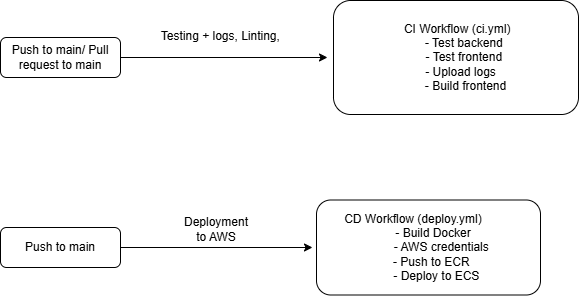 Push to main/ Pull
request to main
Testing + logs, Linting,
CI Workflow (ci.yml)
- Test backend
- Test frontend
- Upload logs
- Build frontend
Push to main
Deployment
to AWS
CD Workflow (deploy.yml)
- Build Docker
- AWS credentials
- Push to ECR
- Deploy to ECS